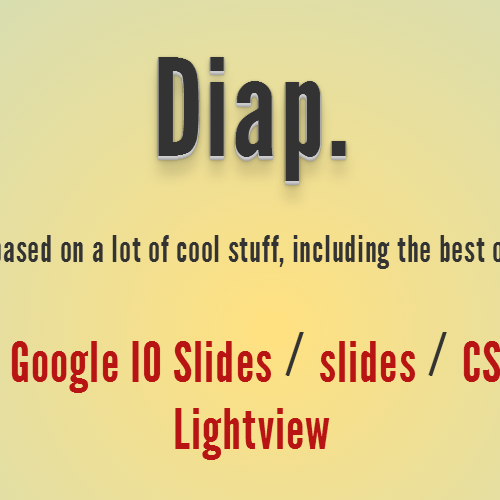 Diap.
based on a lot of cool stuff, including the best
Google IO Slides / slides / CS
Lightview